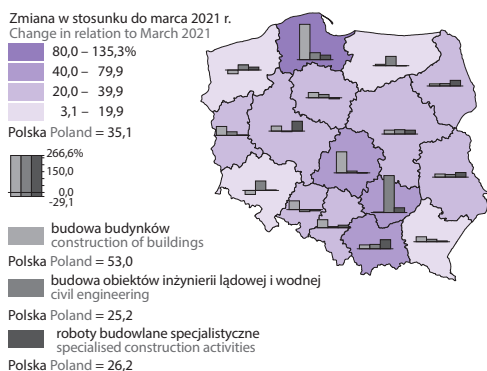 Zmiana w stosunku do marca 2021 r.
Change in relation to March 2021
80,0 – 135,3%
40,0 – 79,9
20,0 – 39,9
3,1 – 19,9
Polska Poland = 35,1
266,6%
150,0
0,0
-29,1
budowa budynków
construction of buildings
Polska Poland = 53,0
budowa obiektów inżynierii lądowej i wodnej
civil engineering
Polska Poland = 25,2
roboty budowlane specjalistyczne
specialised construction activities
Polska Poland = 26,2